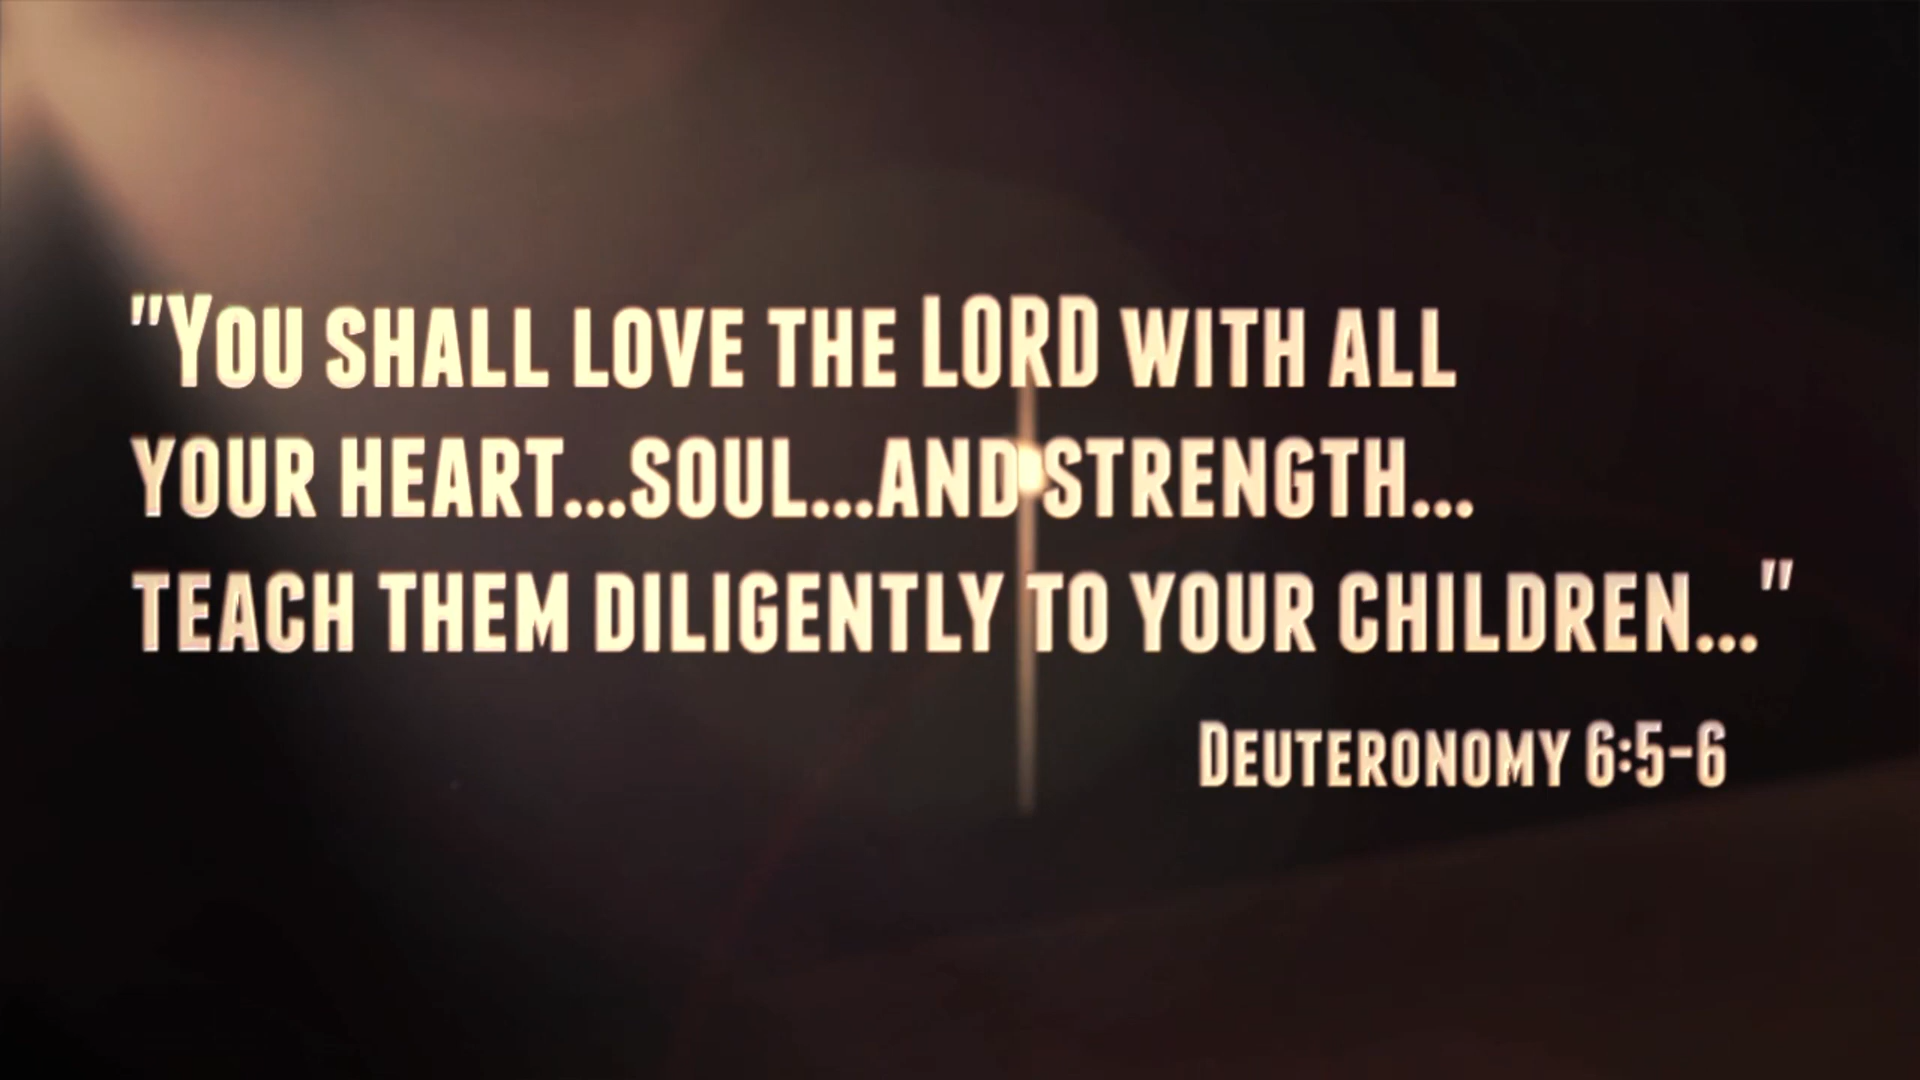 "You shall love the LORD with all
your heart...soul...and strength...
teach them diligently to your children..."
Deuteronomy 6:5-6